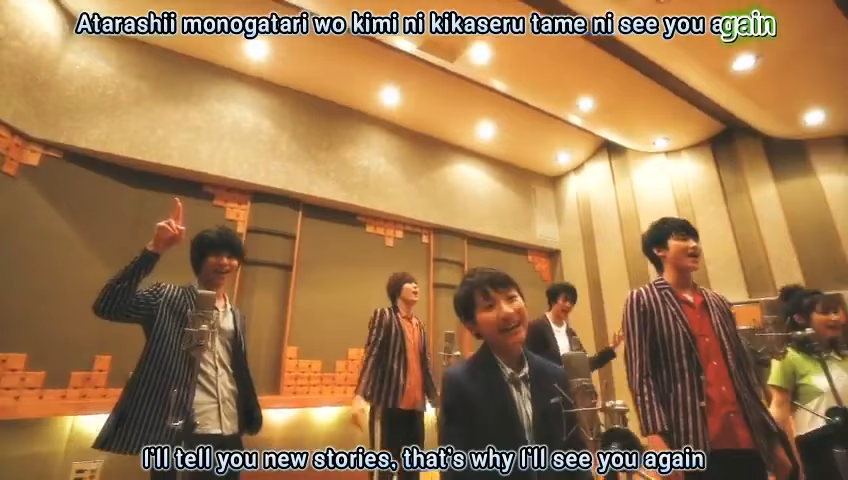 Atarashii monogatari wo kimi ni kikaseru tame ni see you again
I'll tell you new stories, that's why I'll see you again